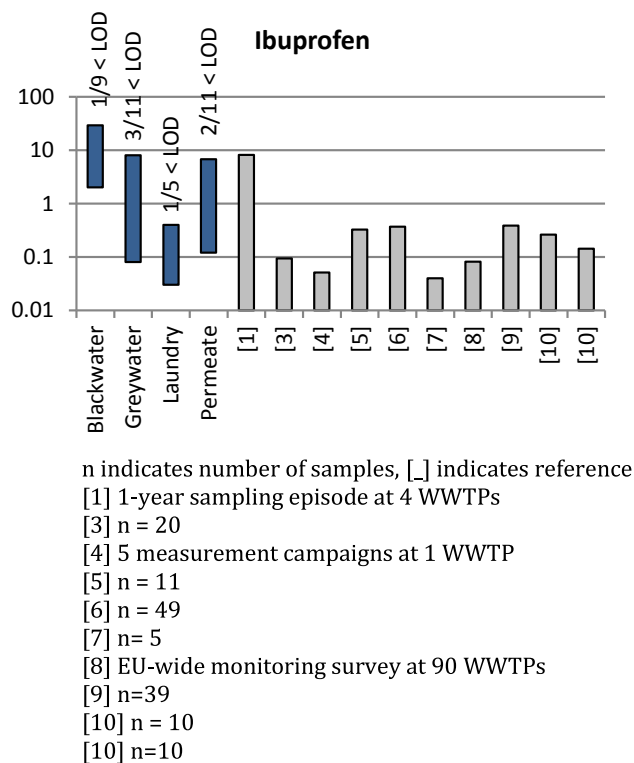 Ibuprofen
1/9 < LOD
3/11 < LOD
1/5 < LOD
2/11 < LOD
100
10
1
0.1
0.01
Blackwater
Greywater
Laundry
Permeate
[1]
[3]
[4]
[5]
[6]
[7]
[8]
[9]
[10]
[10]
n indicates number of samples, [_] indicates reference
[1] 1-year sampling episode at 4 WWTPs
[3] n = 20
[4] 5 measurement campaigns at 1 WWTP
[5] n = 11
[6] n = 49
[7] n= 5
[8] EU-wide monitoring survey at 90 WWTPs
[9] n=39
[10] n = 10
[10] n=10